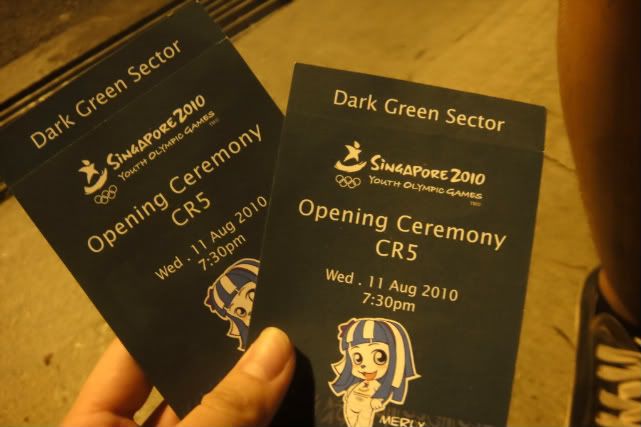 Dark Green Sector
SINGAPORE 2010
YOUTH OLYMPIC GAMES
Opening Ceremony
CR5
Wed . 11 Aug 2010
7:30pm
Dark Green Sector
SINGAPORE 2010
YOUTH OLYMPIC GAMES
Opening Ceremony
CR5
Wed . 11 Aug 2010
7:30pm
MERLY